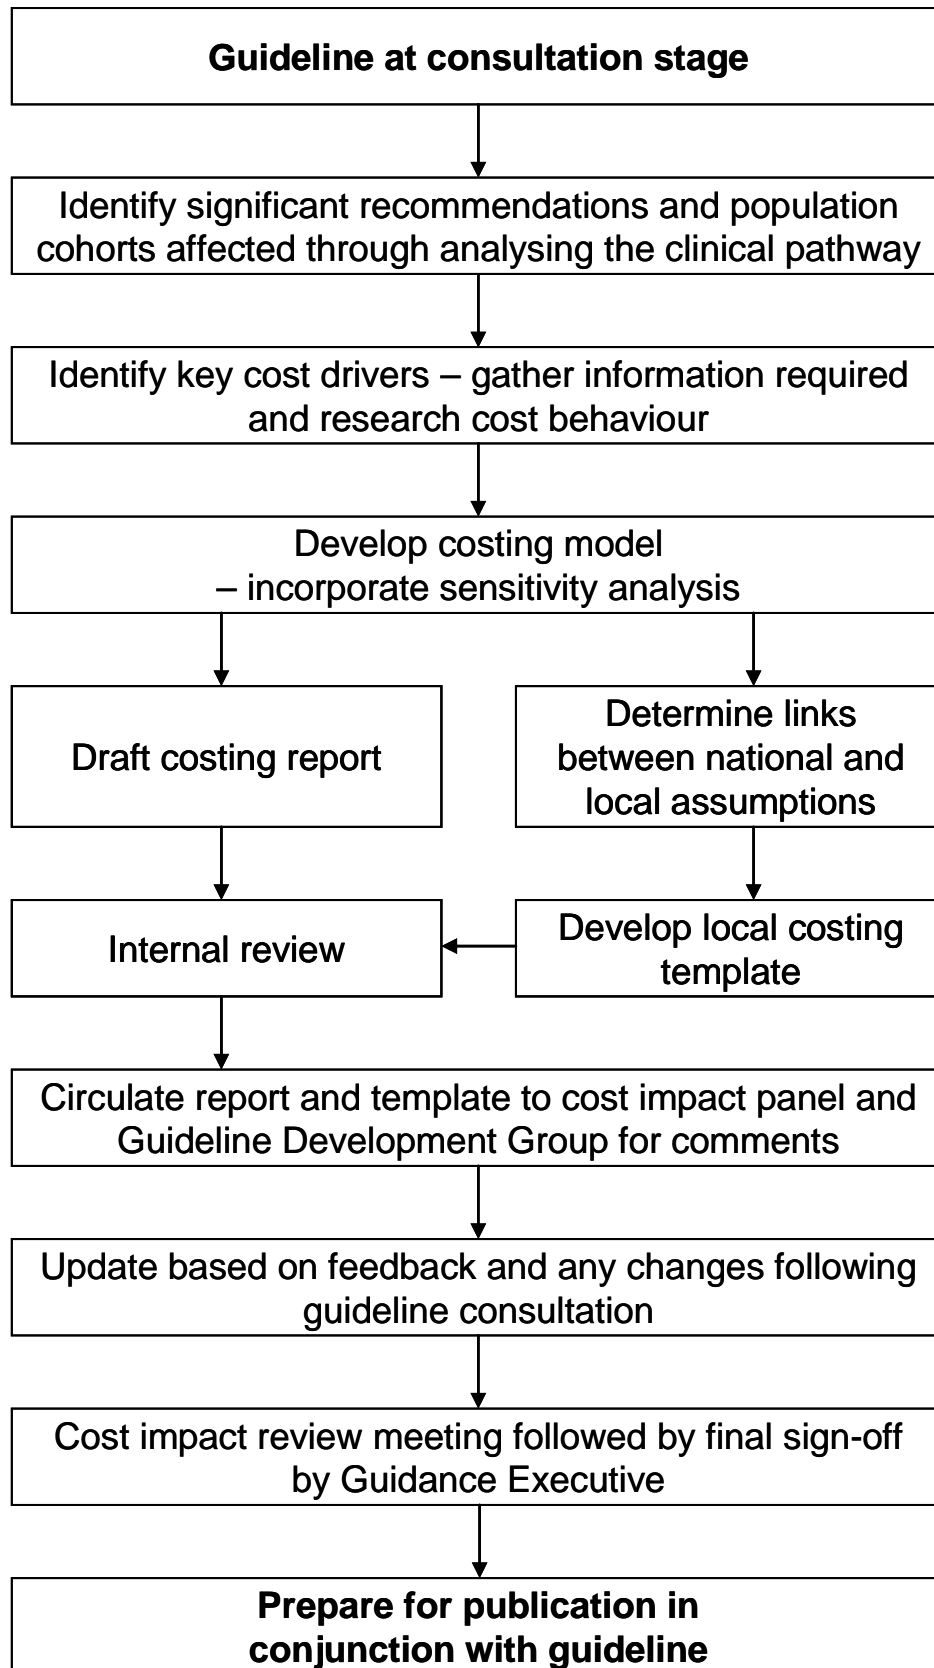 Guideline at consultation stage
Identify significant recommendations and population
cohorts affected through analysing the clinical pathway
Identify key cost drivers – gather information required
and research cost behaviour
Develop costing model
– incorporate sensitivity analysis
Draft costing report
Determine links
between national and
local assumptions
Internal review
Develop local costing
template
Circulate report and template to cost impact panel and
Guideline Development Group for comments
Update based on feedback and any changes following
guideline consultation
Cost impact review meeting followed by final sign-off
by Guidance Executive
Prepare for publication in
conjunction with guideline